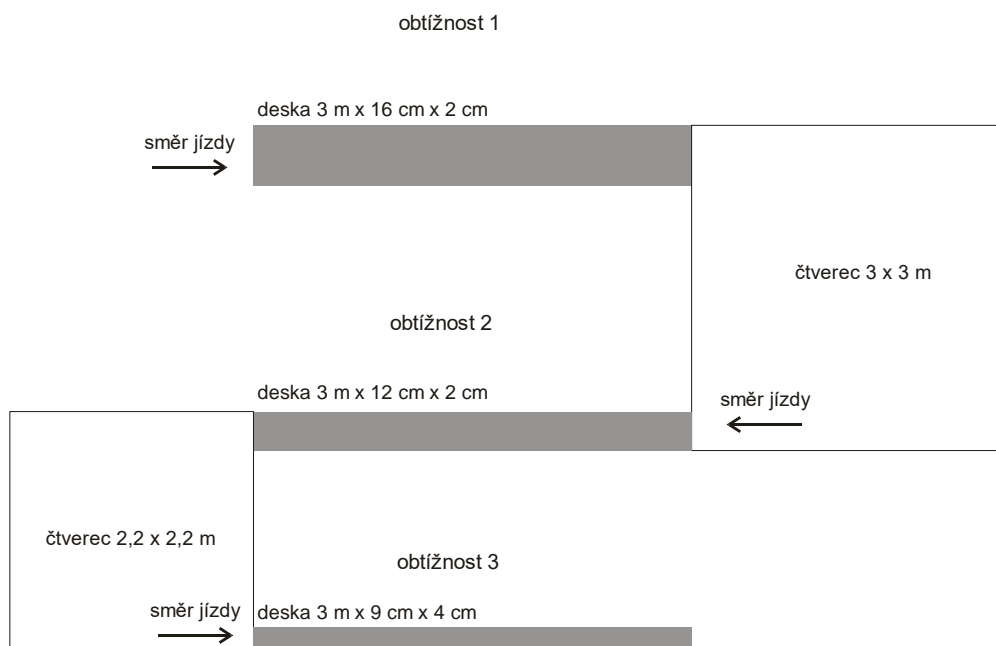 obtížnost 1
deska 3 m x 16 cm x 2 cm
směr jízdy
čtverec 3 x 3 m
obtížnost 2
deska 3 m x 12 cm x 2 cm
směr jízdy
čtverec 2,2 x 2,2 m
obtížnost 3
směr jízdy
deska 3 m x 9 cm x 4 cm